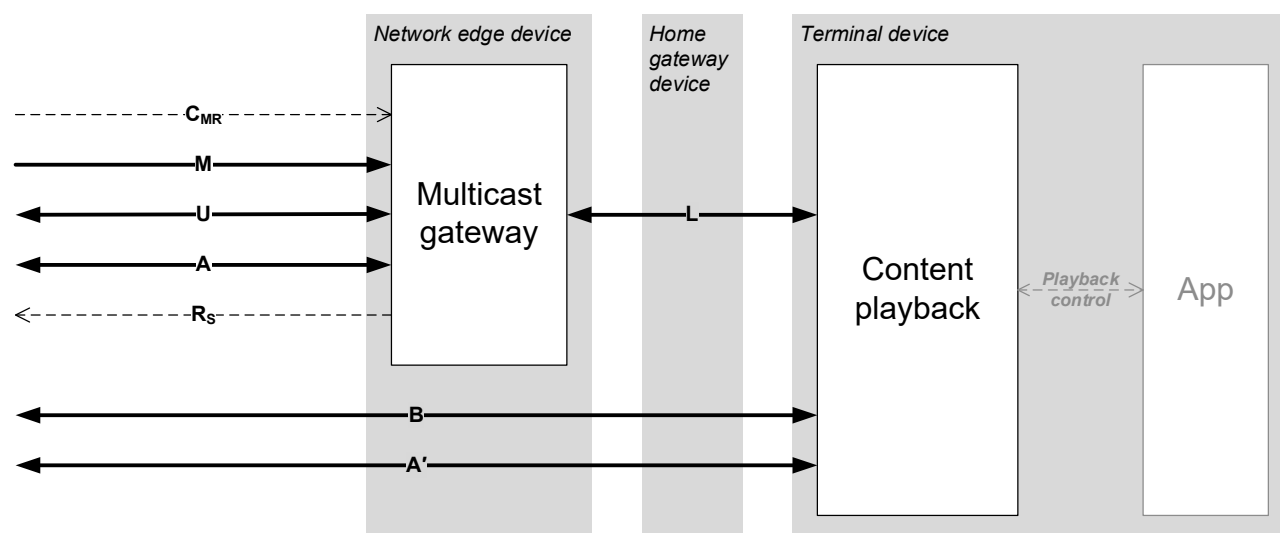 Network edge device
Home
gateway
device
Terminal device
CMR
M
U
A
RS
Multicast
gateway
L
Content
playback
Playback
control
App
B
A′